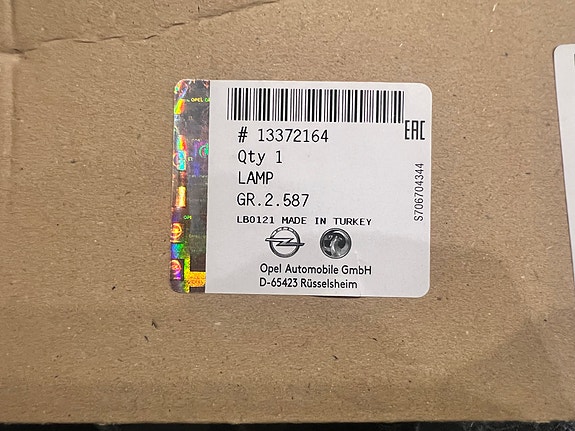 # 13372164
EAC
Qty 1
LAMP
GR.2.587
LB0121 MADE IN TURKEY
S706704344
Opel Automobile GmbH
D-65423 Rüsselsheim